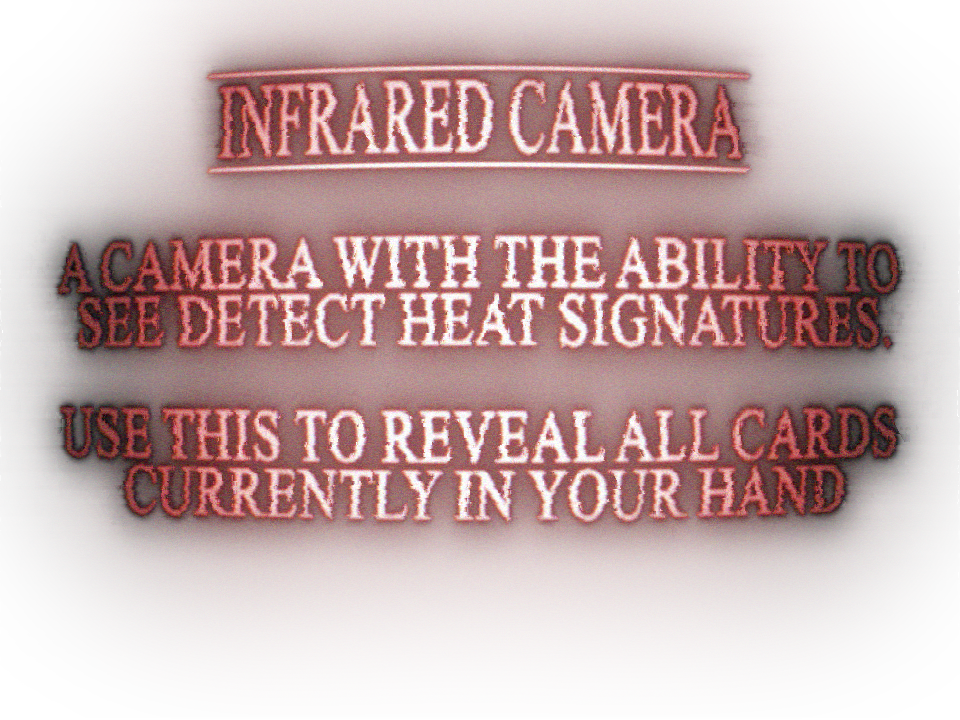 INFRARED CAMERA
A CAMERA WITH THE ABILITY TO
SEE DETECT HEAT SIGNATURES.
USE THIS TO REVEAL ALL CARDS
CURRENTLY IN YOUR HAND